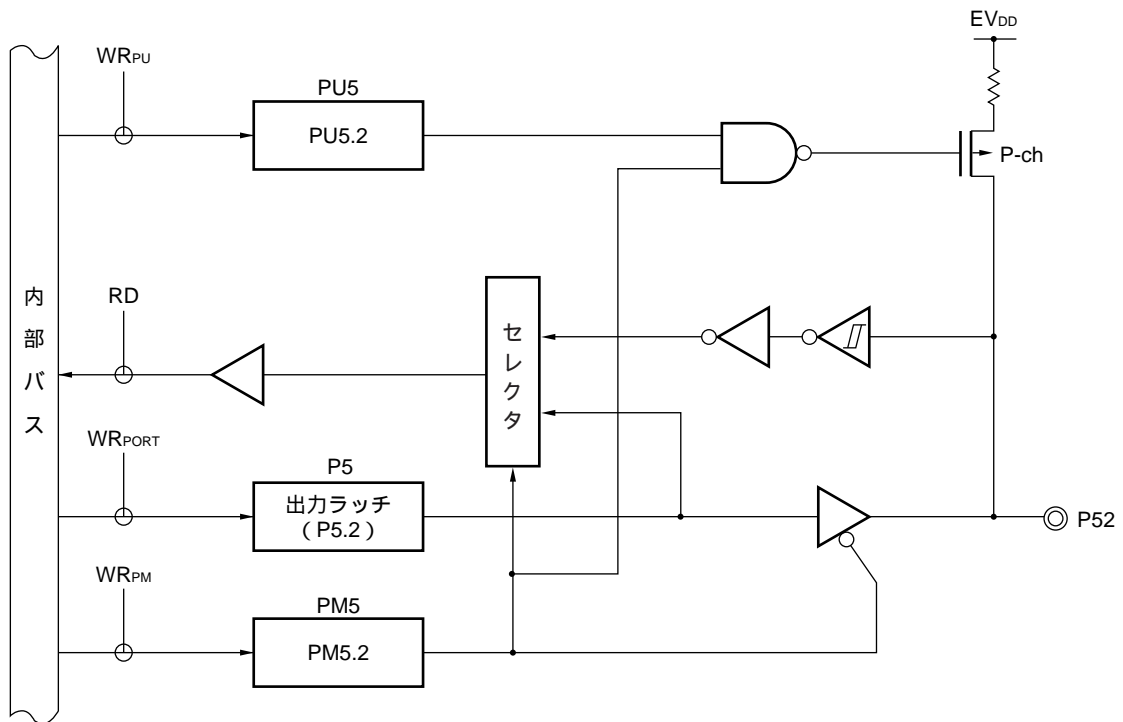 EVDD
WRPU
PU5
PU5.2
P-ch
内部バス
RD
セレクタ
WRPORT
P5
出力ラッチ
(P5.2)
P52
WRPM
PM5
PM5.2